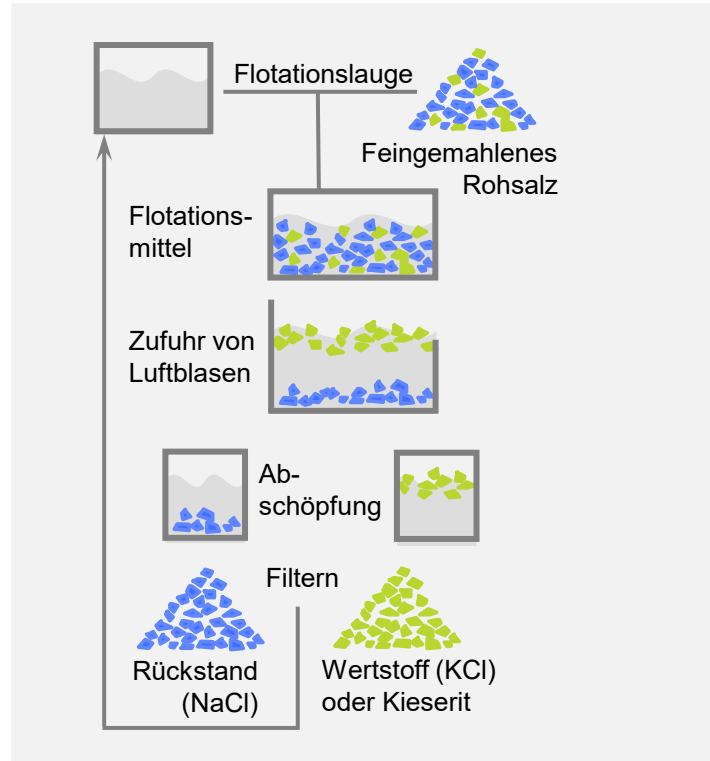 Flotationslauge
Feingemahlenes
Rohsalz
Flotations-
mittel
Zufuhr von
Luftblasen
Ab-
schöpfung
Filtern
Rückstand
(NaCl)
Wertstoff (KCl)
oder Kieserit